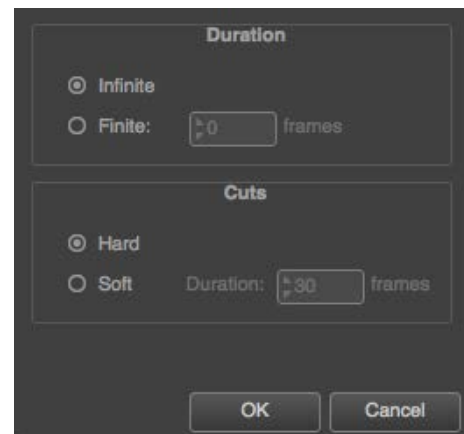 Duration
Infinite
Finite: 0 frames
Cuts
Hard
Soft Duration: 30 frames
OK Cancel